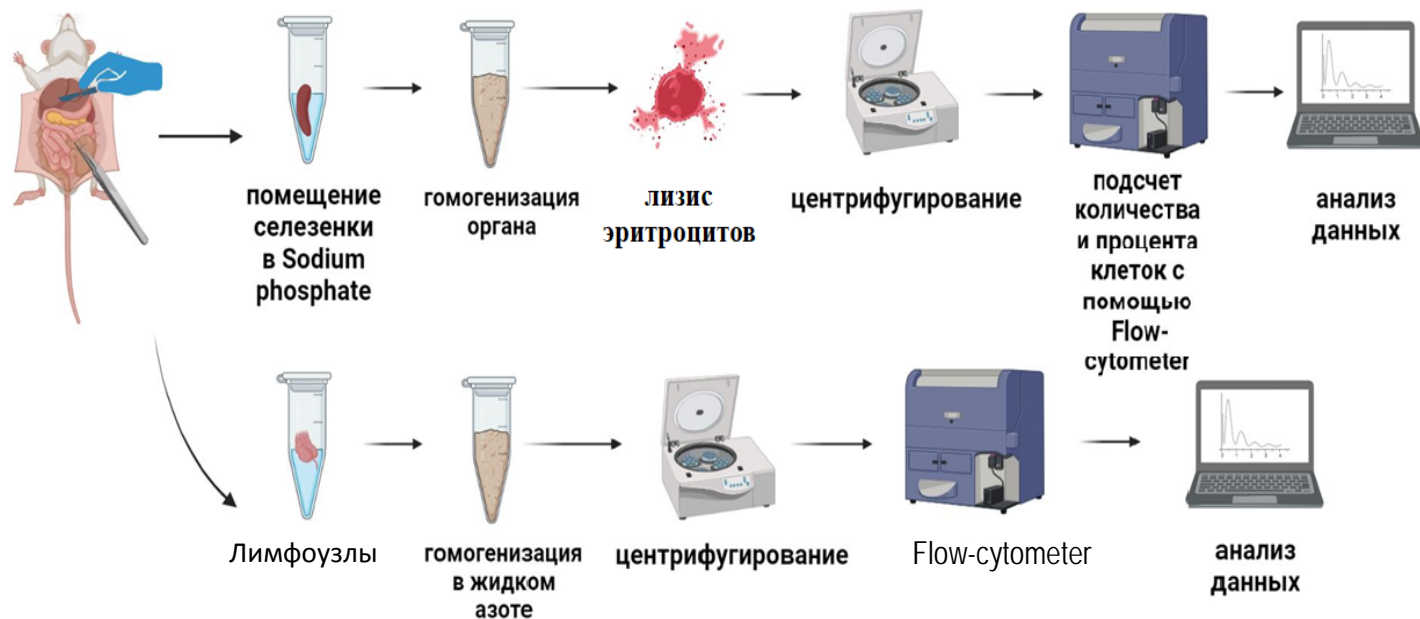 помещение
селезенки
в Sodium
phosphate
гомогенизация
органа
лизис
эритроцитов
центрифугирование
подсчет
количества
и процента
клеток с
помощью
Flow-
cytometer
анализ
данных
Лимфоузлы
гомогенизация
в жидком
азоте
центрифугирование
Flow-cytometer
анализ
данных